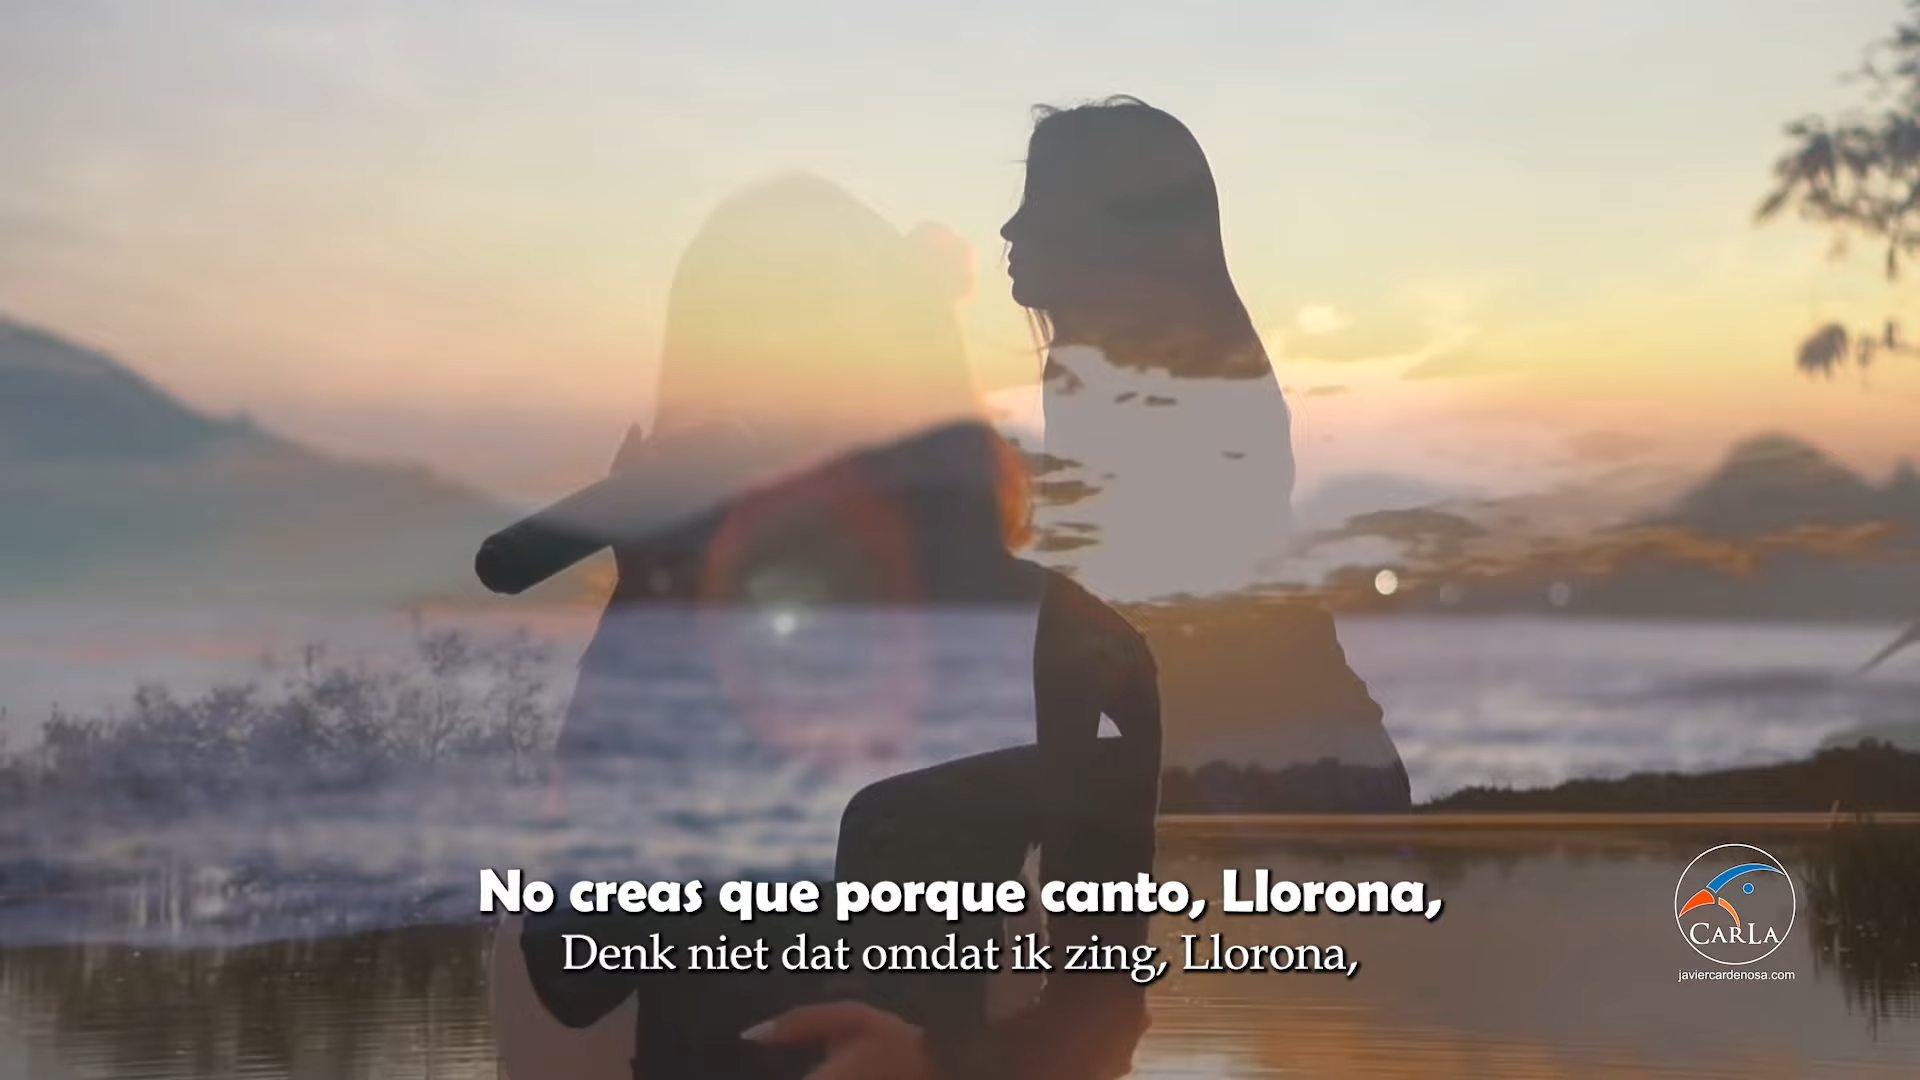 No creas que porque canto, Llorona,
Denk niet dat omdat ik zing, Llorona,
CARLA
javiercardenosa.com